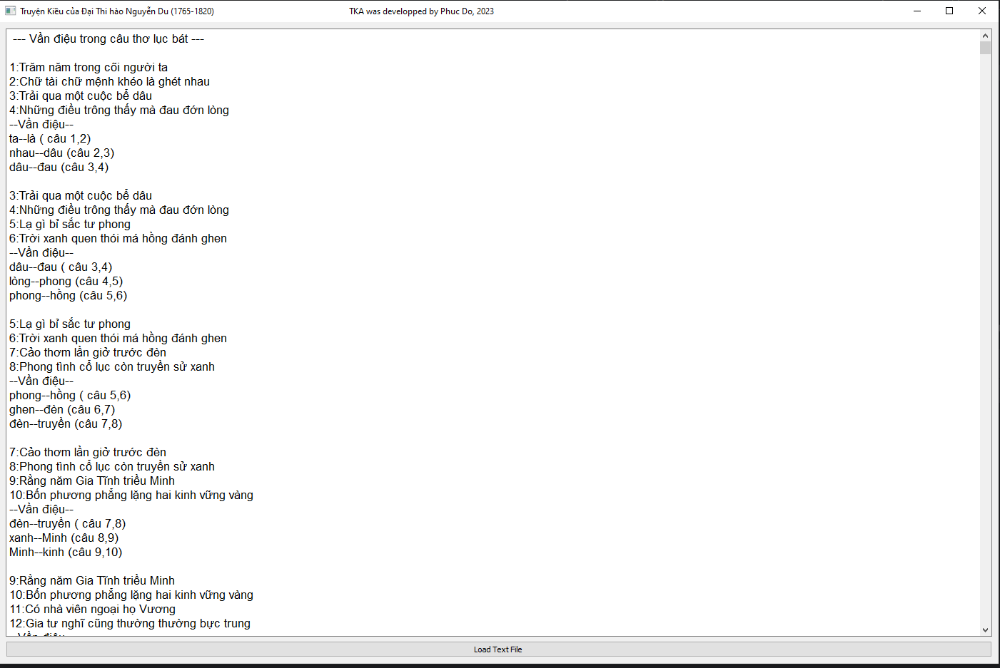 Truyện Kiều của Đại Thi hào Nguyễn Du (1765-1820) TKA was developped by Phuc Do, 2023
--- Vần điệu trong câu thơ lục bát ---
1:Trăm năm trong cõi người ta
2:Chữ tài chữ mệnh khéo là ghét nhau
3:Trải qua một cuộc bể dâu
4:Những điều trông thấy mà đau đớn lòng
--Vần điệu--
ta--là ( câu 1,2)
nhau--dâu (câu 2,3)
dâu--đau (câu 3,4)
3:Trải qua một cuộc bể dâu
4:Những điều trông thấy mà đau đớn lòng
5:Lạ gì bỉ sắc tư phong
6:Trời xanh quen thói má hồng đánh ghen
--Vần điệu--
dâu--đau ( câu 3,4)
lòng--phong (câu 4,5)
phong--hồng (câu 5,6)
5:Lạ gì bỉ sắc tư phong
6:Trời xanh quen thói má hồng đánh ghen
7:Cảo thơm lần giở trước đèn
8:Phong tình cổ lục còn truyền sử xanh
--Vần điệu--
phong--hồng ( câu 5,6)
ghen--đèn (câu 6,7)
đèn--truyền (câu 7,8)
7:Cảo thơm lần giở trước đèn
8:Phong tình cổ lục còn truyền sử xanh
9:Rằng năm Gia Tĩnh triều Minh
10:Bốn phương phẳng lặng hai kinh vững vàng
--Vần điệu--
đèn--truyền ( câu 7,8)
xanh--Minh (câu 8,9)
Minh--kinh (câu 9,10)
9:Rằng năm Gia Tĩnh triều Minh
10:Bốn phương phẳng lặng hai kinh vững vàng
11:Có nhà viên ngoại họ Vương
12:Gia tư nghĩ cũng thường thường bực trung
--Vần điệu--
Load Text File